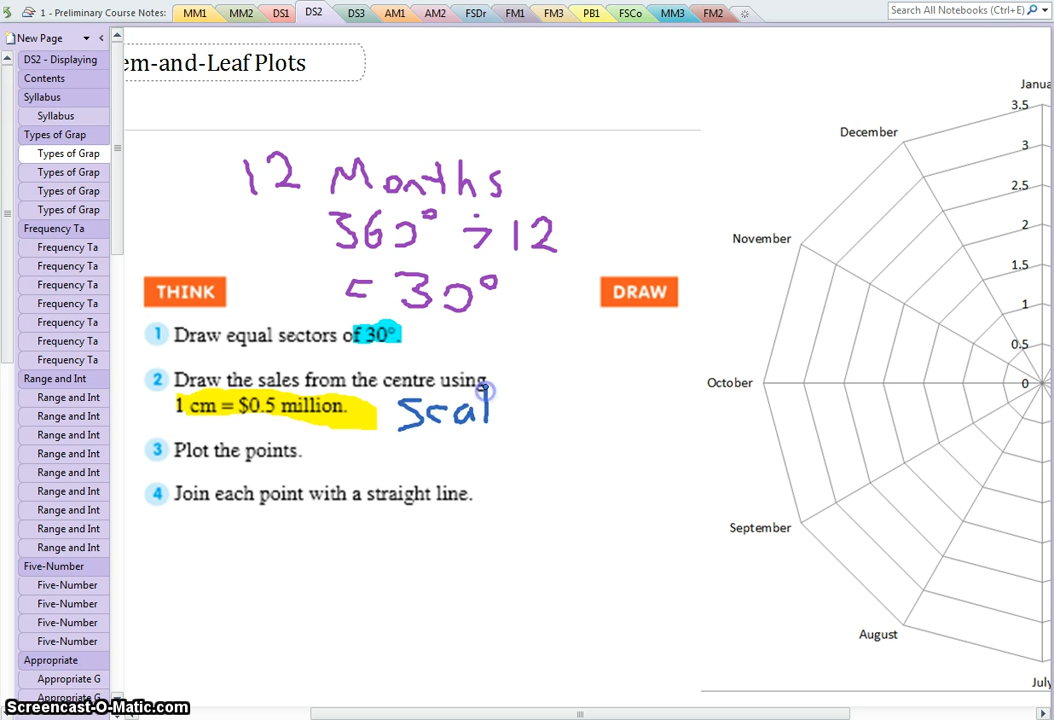 1 - Preliminary Course Notes:
MM1
MM2
DS1
DS2
DS3
AM1
AM2
FSDr
FM1
FM3
PB1
FSCo
MM3
FM2
Search All Notebooks (Ctrl+E)
New Page
DS2 - Displaying
Contents
Syllabus
Syllabus
Types of Grap
Types of Grap
Types of Grap
Types of Grap
Types of Grap
Frequency Ta
Frequency Ta
Frequency Ta
Frequency Ta
Frequency Ta
Frequency Ta
Frequency Ta
Frequency Ta
Range and Int
Range and Int
Range and Int
Range and Int
Range and Int
Range and Int
Range and Int
Range and Int
Range and Int
Range and Int
Five-Number
Five-Number
Five-Number
Five-Number
Five-Number
Appropriate
Appropriate G
Appropriate G
em-and-Leaf Plots
12 Months
360° ÷ 12
= 30°
THINK
DRAW
1 Draw equal sectors of 30°.
2 Draw the sales from the centre using
1 cm = $0.5 million.
Scal
3 Plot the points.
4 Join each point with a straight line.
Janua
3.5
December
3
2.5
2
November
1.5
1
0.5
October
0
September
August
July
Screencast-O-Matic.com